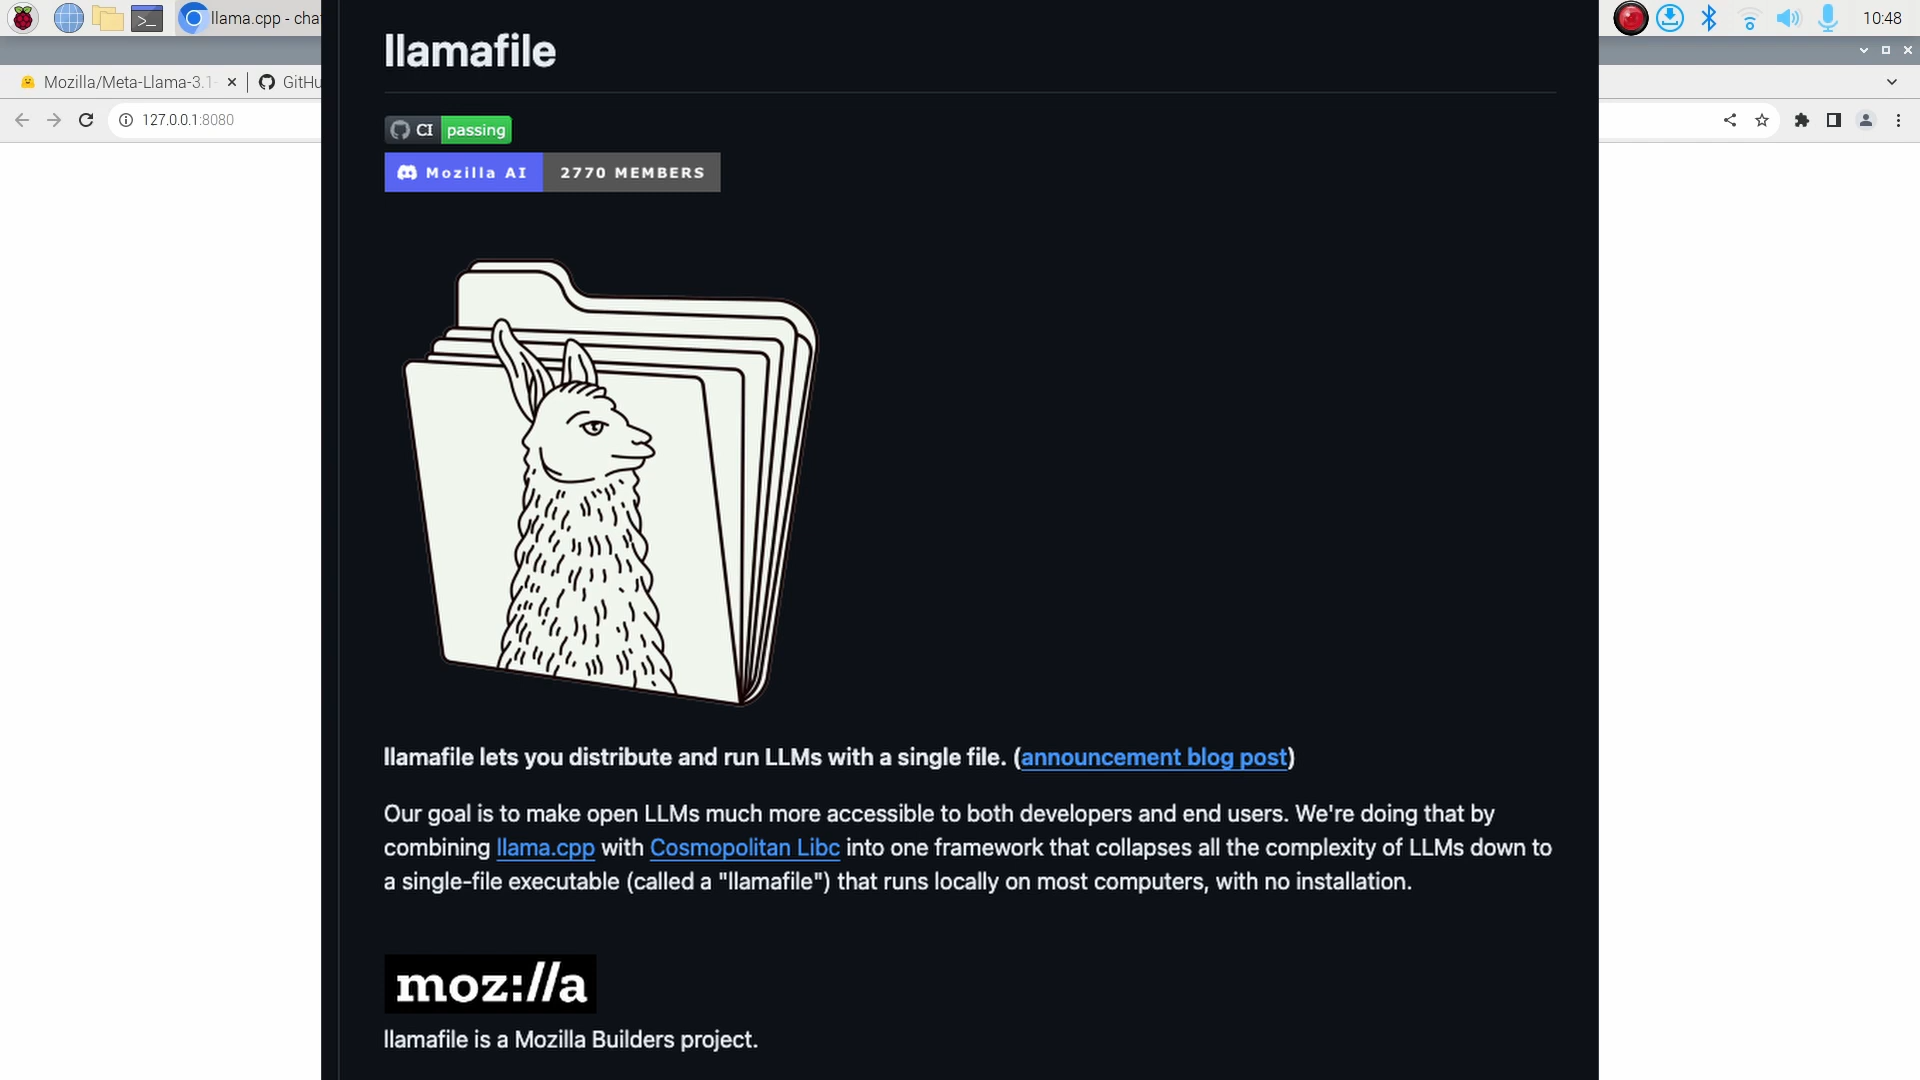 llama.cpp - cha
10:48
Mozilla/Meta-Llama-3.1-
GitHu
127.0.0.1:8080
llamafile
CI passing
Mozilla AI 2770 MEMBERS
llamafile lets you distribute and run LLMs with a single file. (announcement blog post)
Our goal is to make open LLMs much more accessible to both developers and end users. We're doing that by
combining llama.cpp with Cosmopolitan Libc into one framework that collapses all the complexity of LLMs down to
a single-file executable (called a "llamafile") that runs locally on most computers, with no installation.
moz://a
llamafile is a Mozilla Builders project.